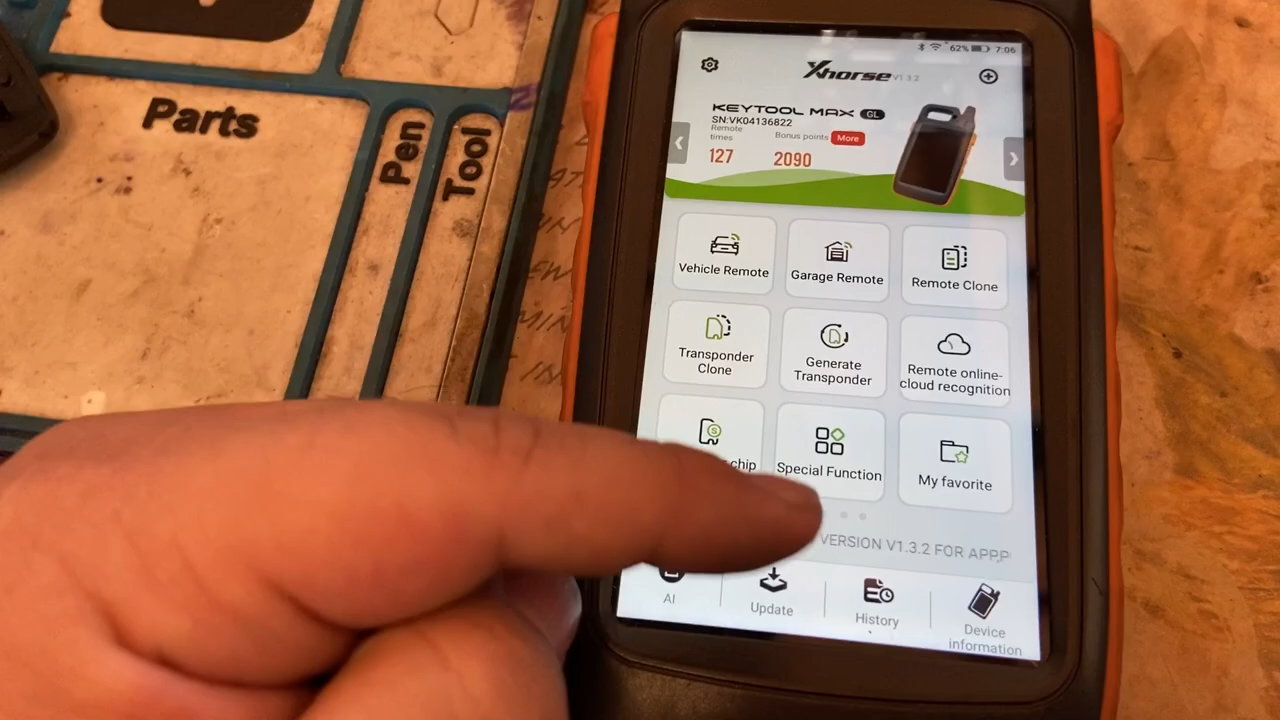 Parts
Pen
Tool
62% 7:06
Xhorse V1.3.2
KEYTOOL MAX GL
SN:VK04136822
Remote times
127
Bonus points
2090
More
Vehicle Remote
Garage Remote
Remote Clone
Transponder
Clone
Generate
Transponder
Remote online-
cloud recognition
chip
Special Function
My favorite
VERSION V1.3.2 FOR APP
AI
Update
History
Device
information